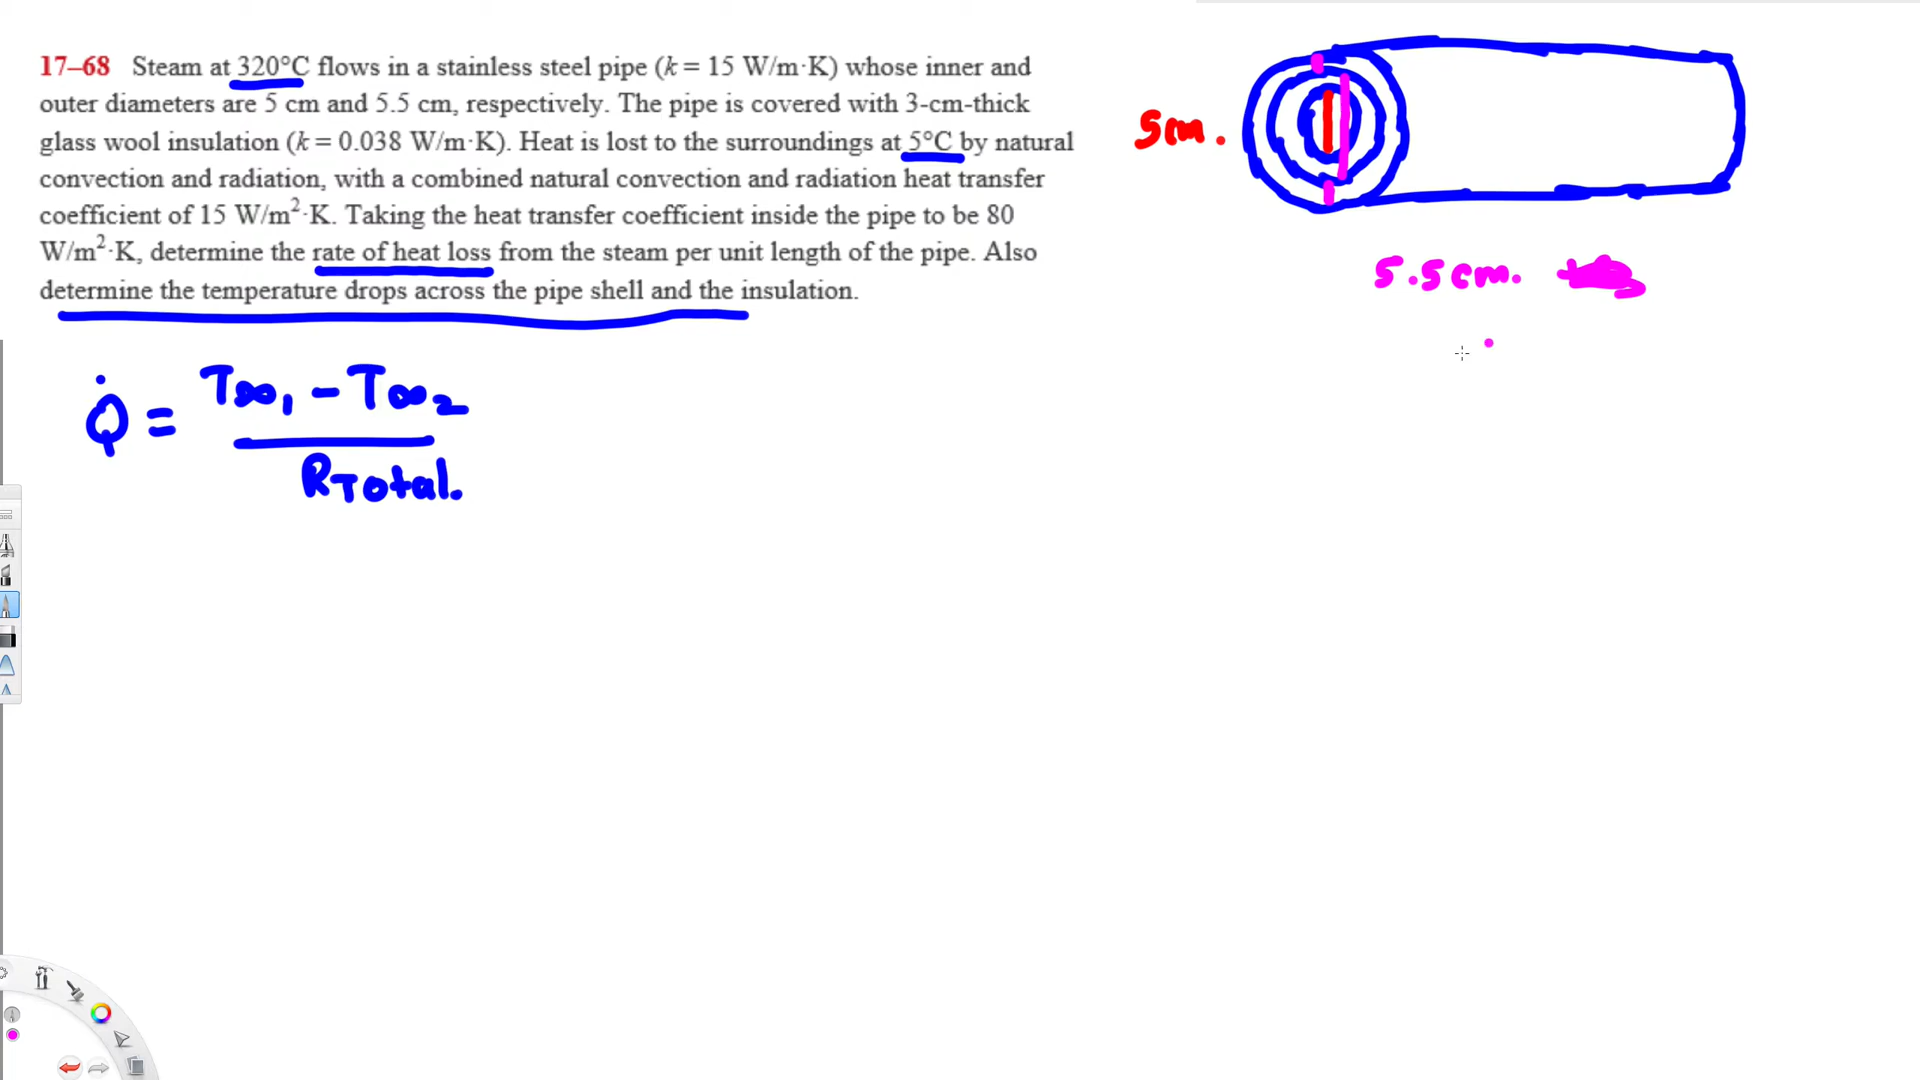 17–68 Steam at 320°C flows in a stainless steel pipe (k = 15 W/m·K) whose inner and
outer diameters are 5 cm and 5.5 cm, respectively. The pipe is covered with 3-cm-thick
glass wool insulation (k = 0.038 W/m·K). Heat is lost to the surroundings at 5°C by natural
convection and radiation, with a combined natural convection and radiation heat transfer
coefficient of 15 W/m²·K. Taking the heat transfer coefficient inside the pipe to be 80
W/m²·K, determine the rate of heat loss from the steam per unit length of the pipe. Also
determine the temperature drops across the pipe shell and the insulation.
5cm.
5.5cm.
Q̇ = T∞₁ − T∞₂
RTotal.